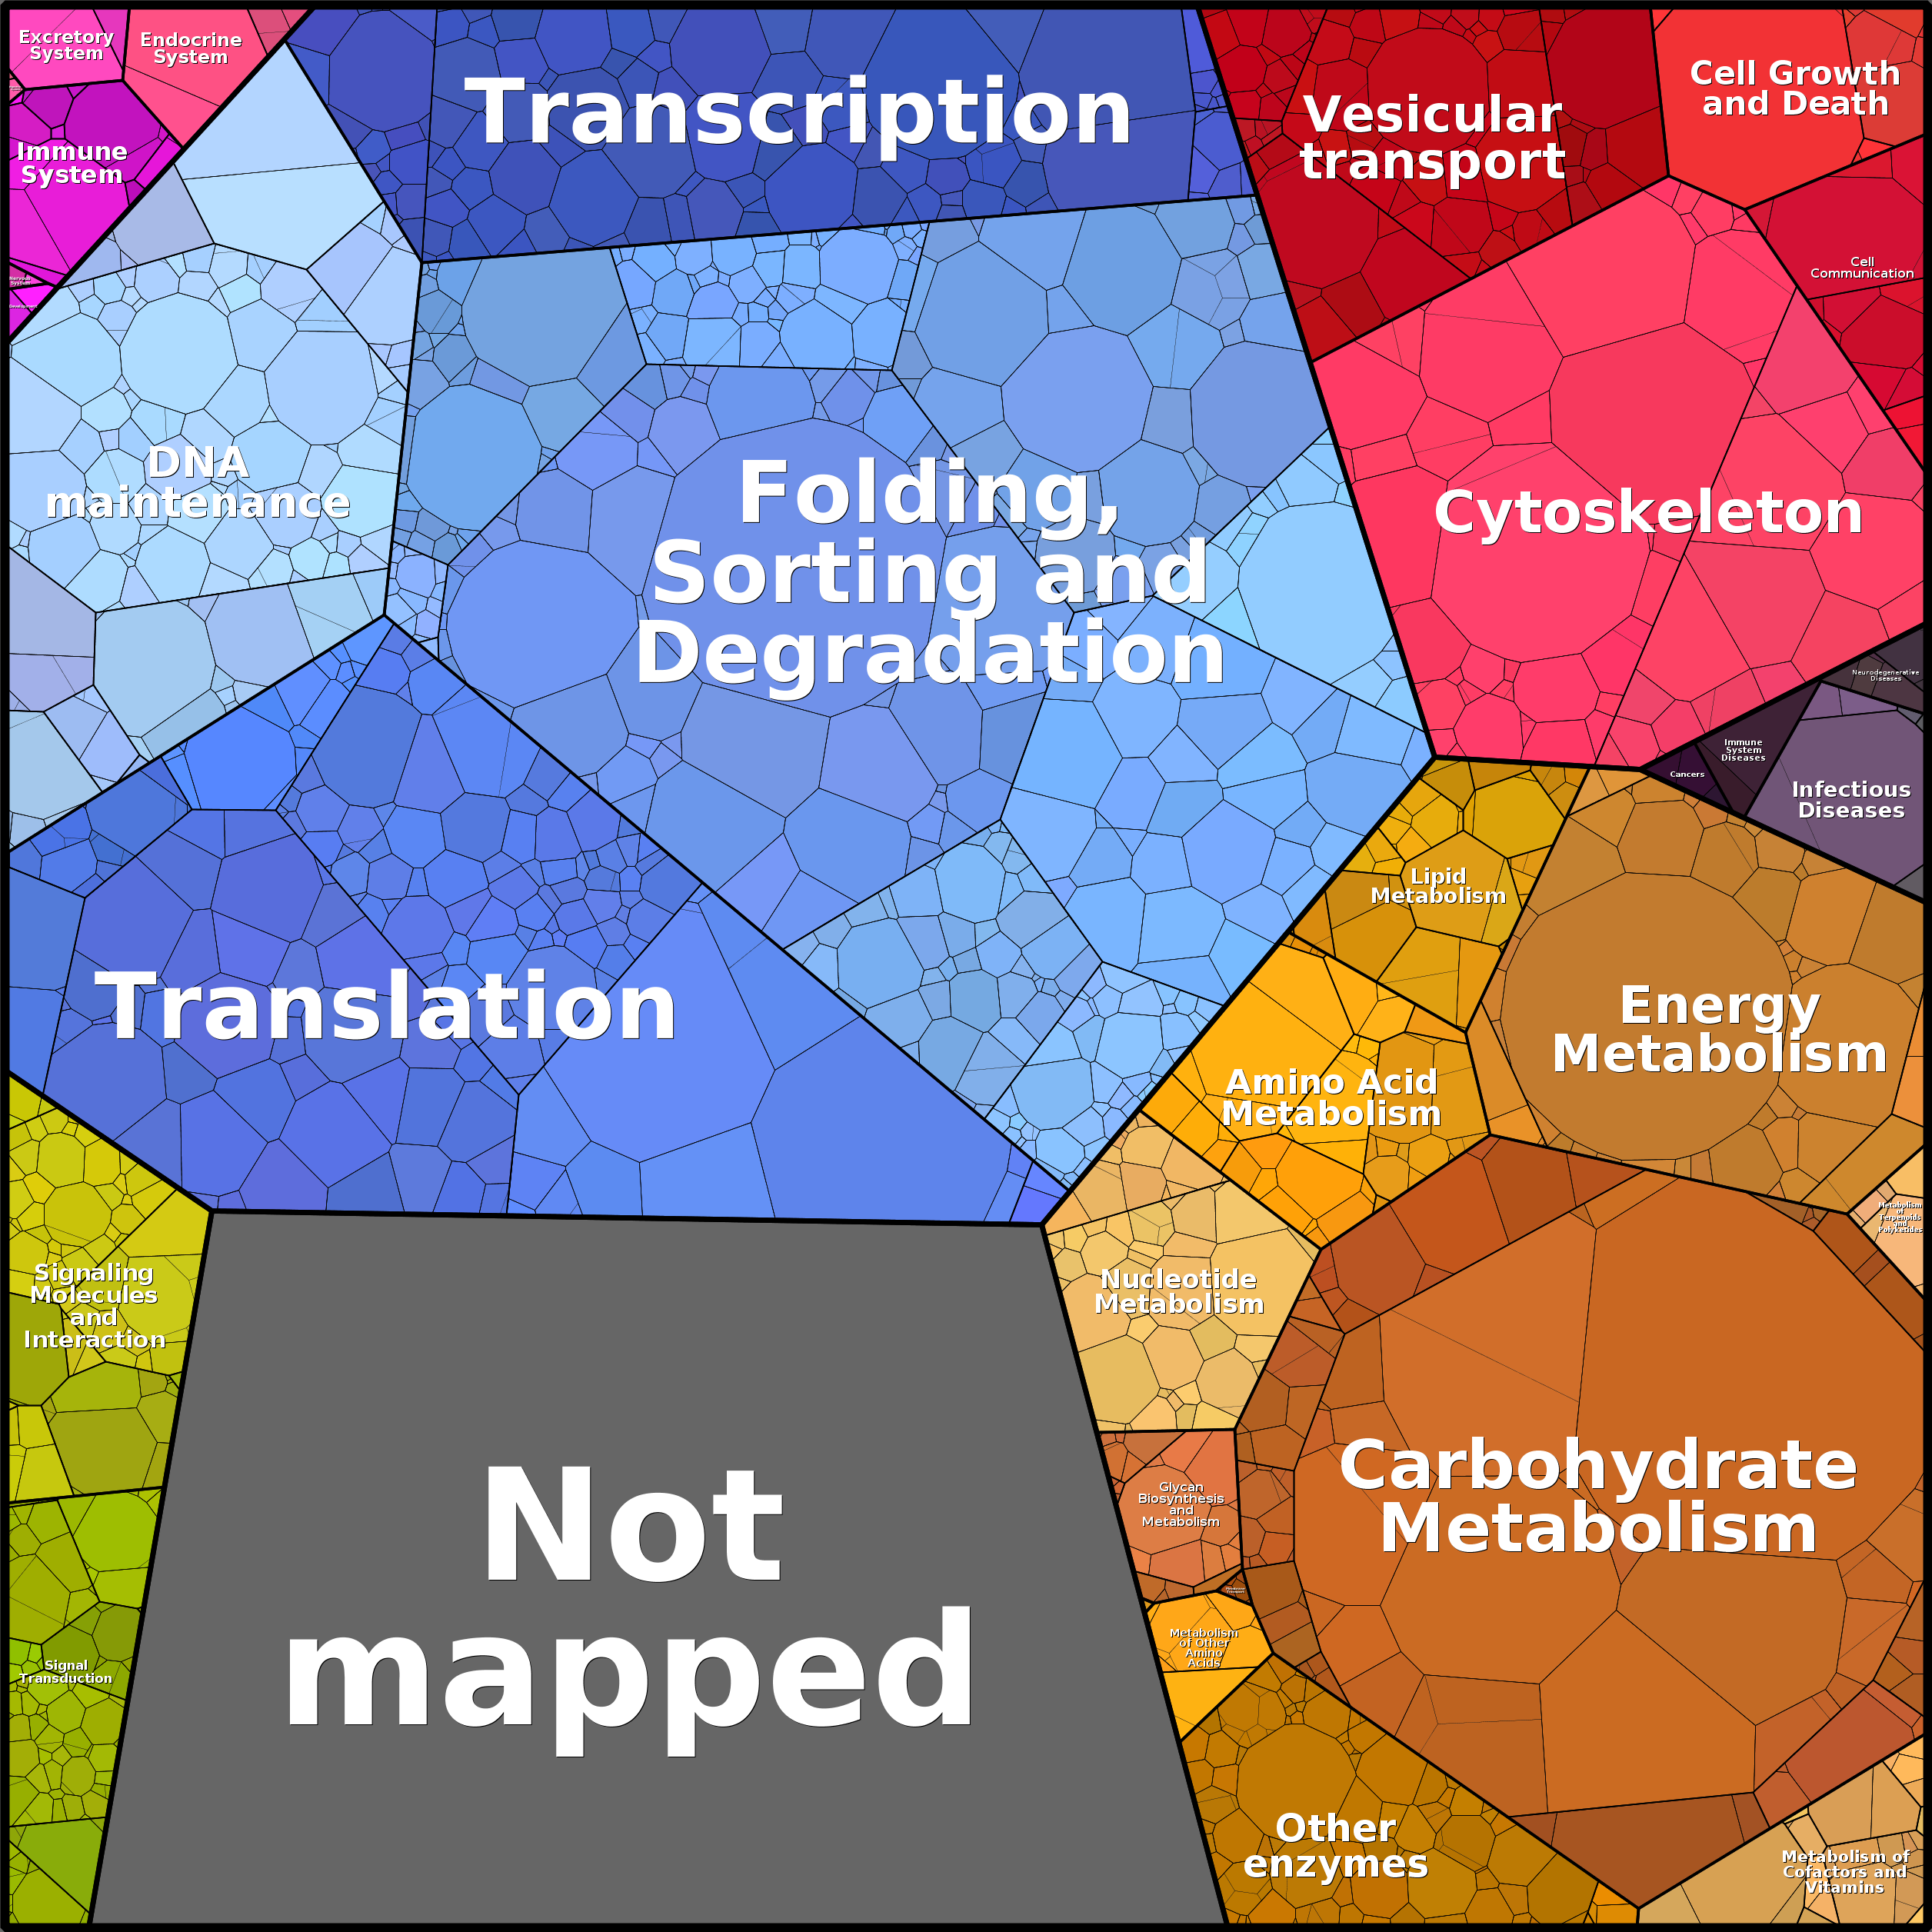 Excretory
System
Endocrine
System
Immune
System
Transcription
Vesicular
transport
Cell Growth
and Death
Cell
Communication
DNA
maintenance
Folding,
Sorting and
Degradation
Cytoskeleton
Neurodegenerative
Diseases
Immune
System
Diseases
Cancers
Infectious
Diseases
Lipid
Metabolism
Translation
Energy
Metabolism
Amino Acid
Metabolism
Metabolism
of
Terpenoids
and
Polyketides
Signaling
Molecules
and
Interaction
Nucleotide
Metabolism
Carbohydrate
Metabolism
Glycan
Biosynthesis
and
Metabolism
Not
mapped
Metabolism
of Other
Amino
Acids
Signal
Transduction
Other
enzymes
Metabolism of
Cofactors and
Vitamins